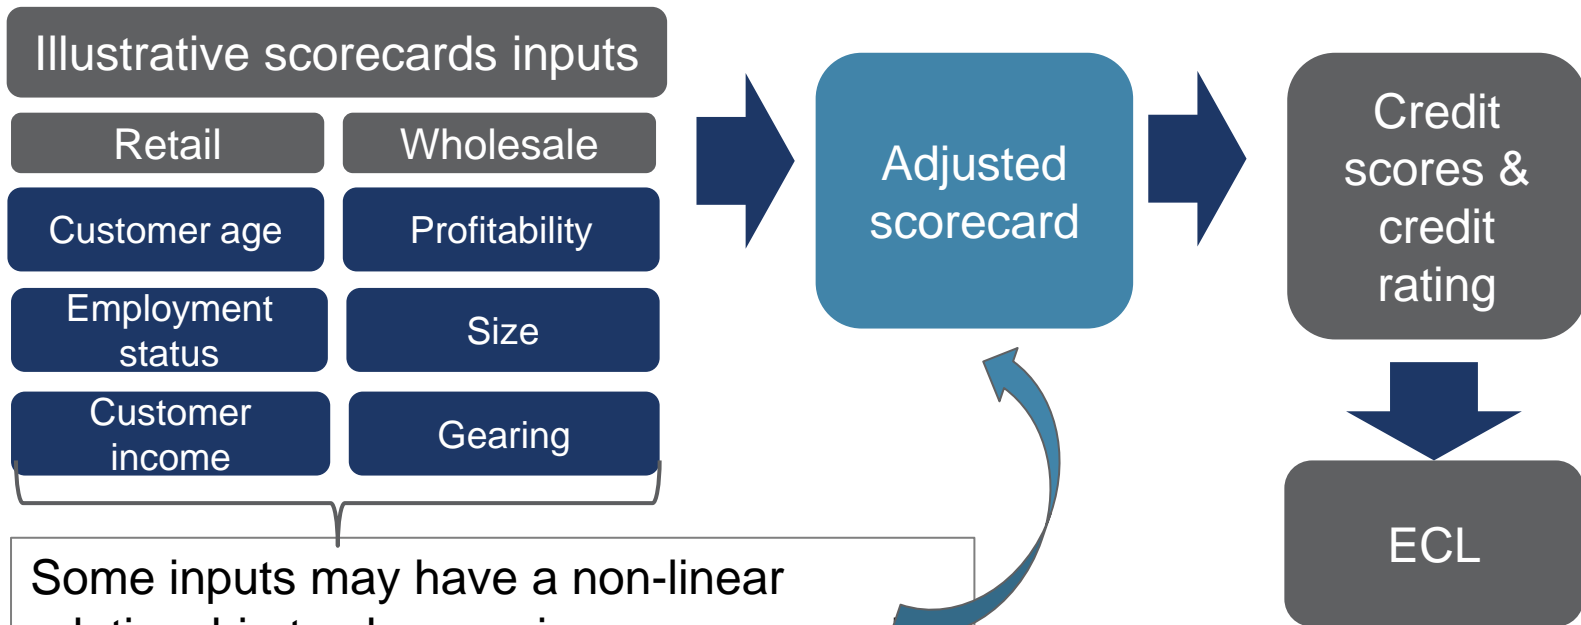 Illustrative scorecards inputs
Retail
Wholesale
Customer age
Profitability
Employment
status
Size
Customer
income
Gearing
Adjusted
scorecard
Credit
scores &
credit
rating
ECL
Some inputs may have a non-linear